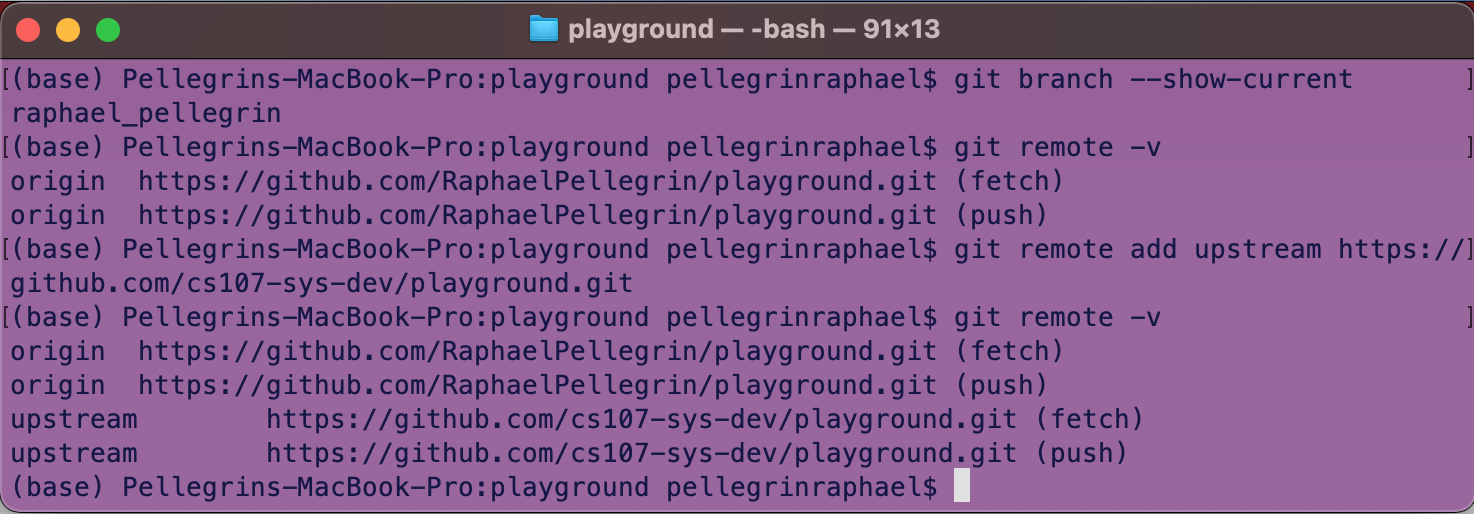 playground — -bash — 91×13
[(base) Pellegrins-MacBook-Pro:playground pellegrinraphael$ git branch --show-current ]
raphael_pellegrin
[(base) Pellegrins-MacBook-Pro:playground pellegrinraphael$ git remote -v ]
origin  https://github.com/RaphaelPellegrin/playground.git (fetch)
origin  https://github.com/RaphaelPellegrin/playground.git (push)
[(base) Pellegrins-MacBook-Pro:playground pellegrinraphael$ git remote add upstream https://]
github.com/cs107-sys-dev/playground.git
[(base) Pellegrins-MacBook-Pro:playground pellegrinraphael$ git remote -v ]
origin  https://github.com/RaphaelPellegrin/playground.git (fetch)
origin  https://github.com/RaphaelPellegrin/playground.git (push)
upstream        https://github.com/cs107-sys-dev/playground.git (fetch)
upstream        https://github.com/cs107-sys-dev/playground.git (push)
(base) Pellegrins-MacBook-Pro:playground pellegrinraphael$